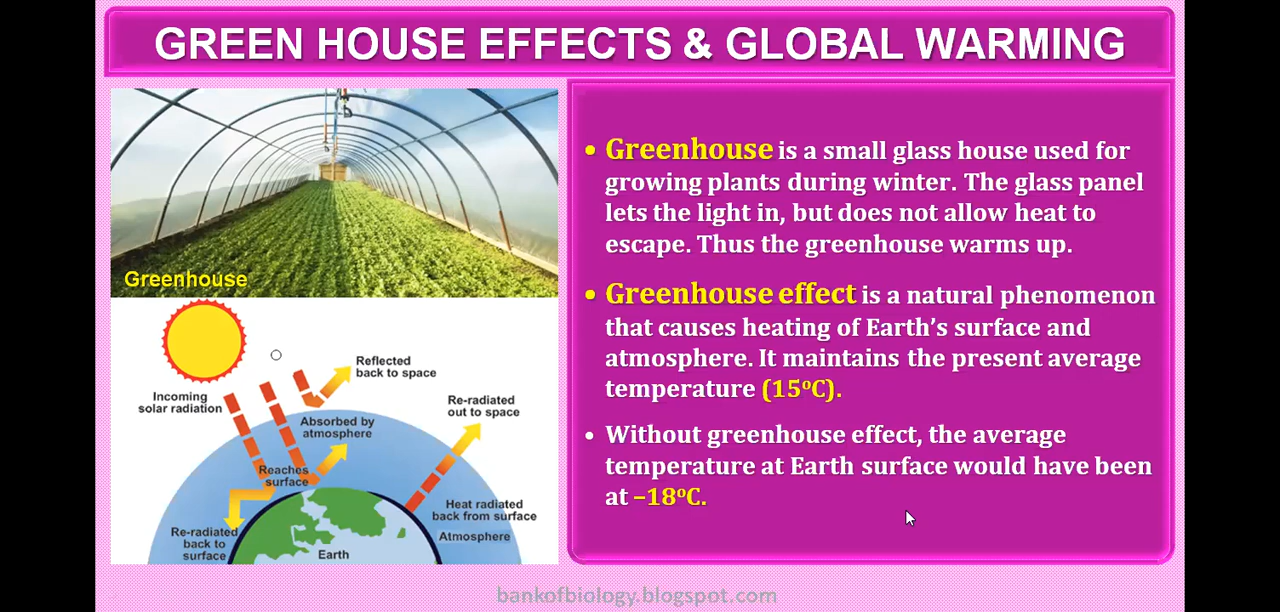 GREEN HOUSE EFFECTS & GLOBAL WARMING
Greenhouse
Incoming
solar radiation
Reflected
back to space
Re-radiated
out to space
Absorbed by
atmosphere
Reaches
surface
Heat radiated
back from surface
Re-radiated
back to
surface
Atmosphere
Earth
• Greenhouse is a small glass house used for
growing plants during winter. The glass panel
lets the light in, but does not allow heat to
escape. Thus the greenhouse warms up.
• Greenhouse effect is a natural phenomenon
that causes heating of Earth’s surface and
atmosphere. It maintains the present average
temperature (15ºC).
• Without greenhouse effect, the average
temperature at Earth surface would have been
at –18ºC.
bankofbiology.blogspot.com